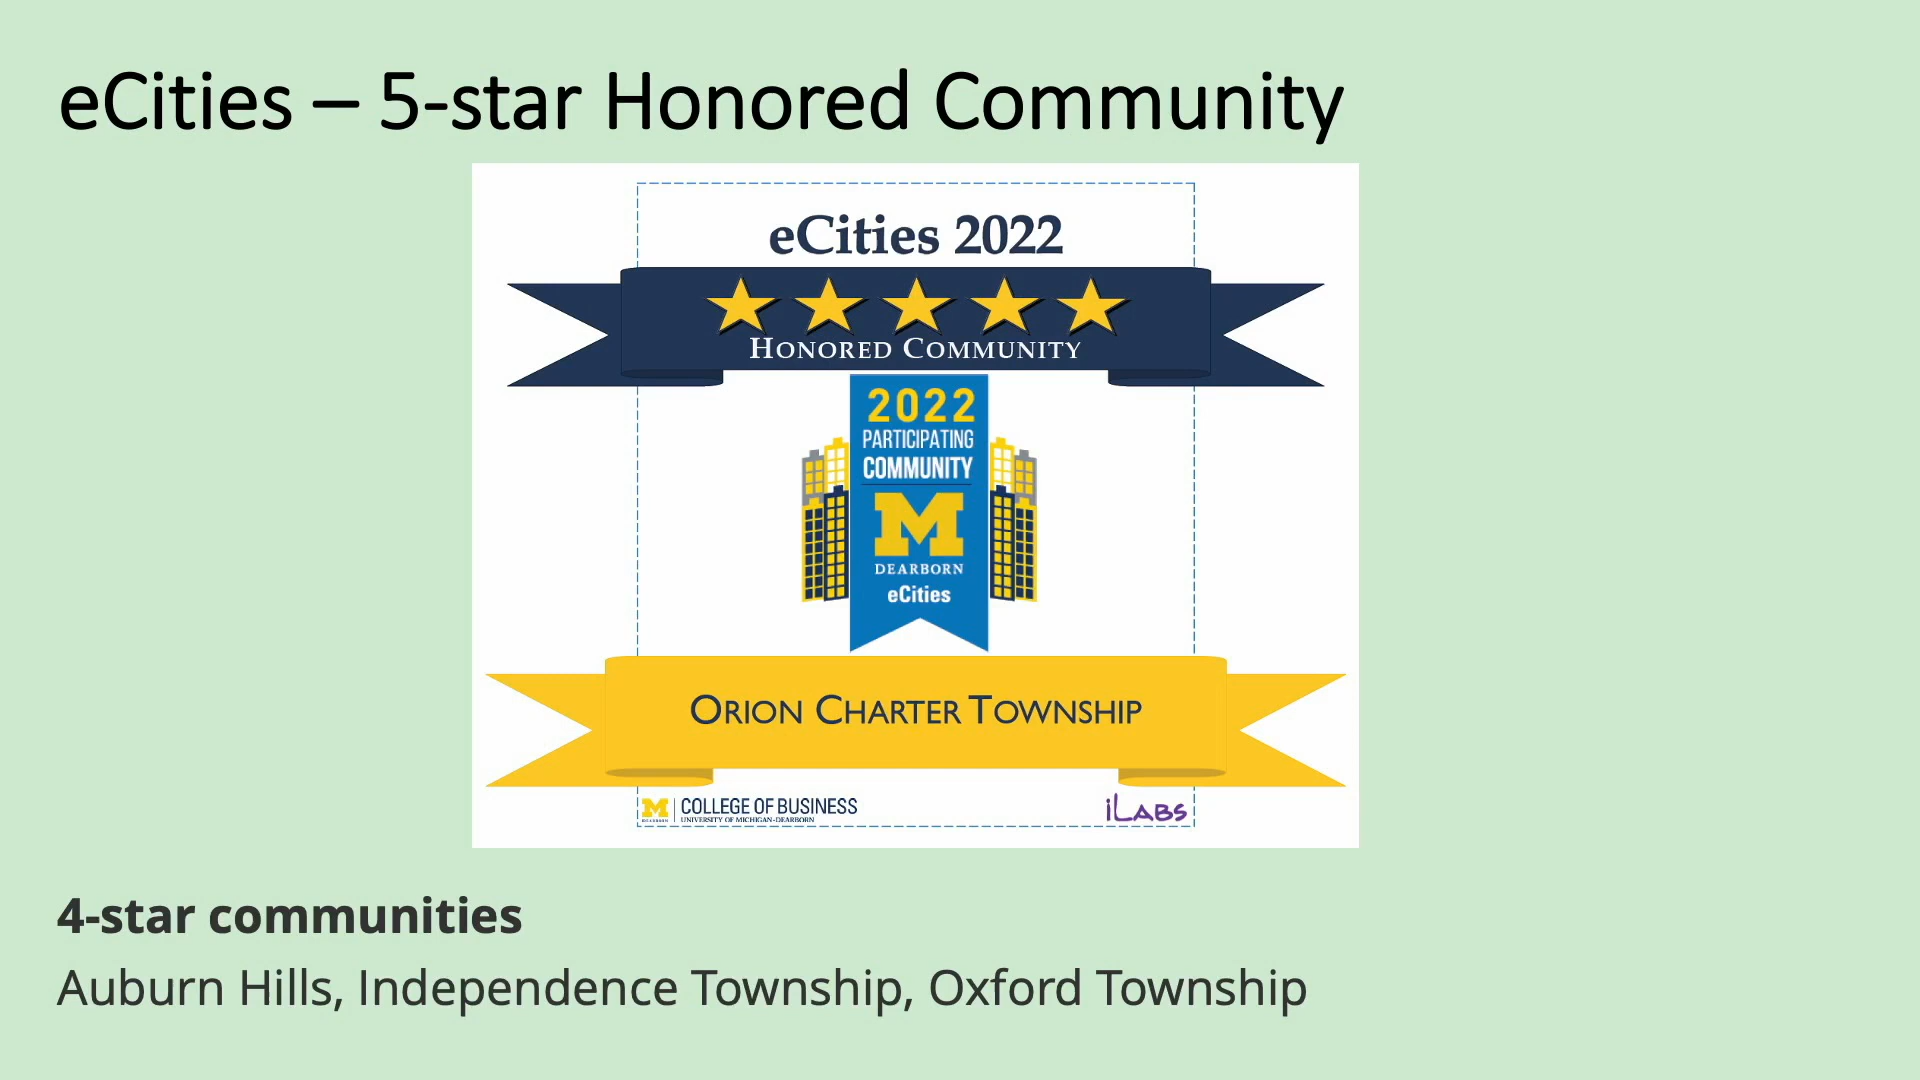 eCities – 5-star Honored Community
eCities 2022
HONORED COMMUNITY
2022
PARTICIPATING
COMMUNITY
M
DEARBORN
eCities
ORION CHARTER TOWNSHIP
M
DEARBORN
COLLEGE OF BUSINESS
UNIVERSITY OF MICHIGAN-DEARBORN
iLABS
4-star communities
Auburn Hills, Independence Township, Oxford Township